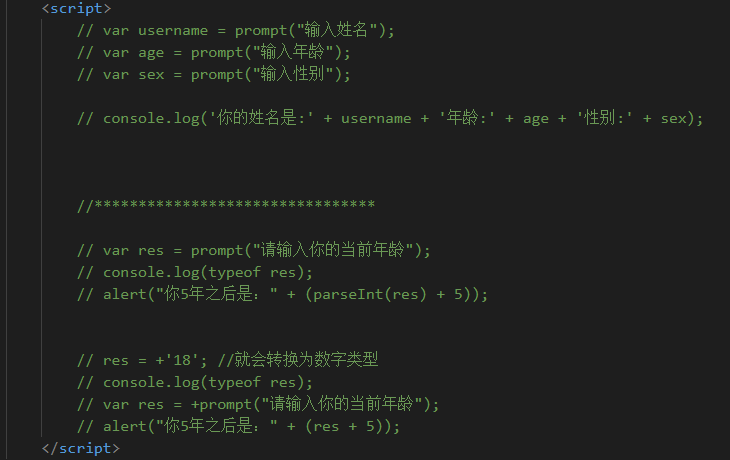 <script>
// var username = prompt("输入姓名");
// var age = prompt("输入年龄");
// var sex = prompt("输入性别");
// console.log('你的姓名是:' + username + '年龄:' + age + '性别:' + sex);
//********************************
// var res = prompt("请输入你的当前年龄");
// console.log(typeof res);
// alert("你5年之后是：" + (parseInt(res) + 5));
// res = +'18'; //就会转换为数字类型
// console.log(typeof res);
// var res = +prompt("请输入你的当前年龄");
// alert("你5年之后是：" + (res + 5));
</script>